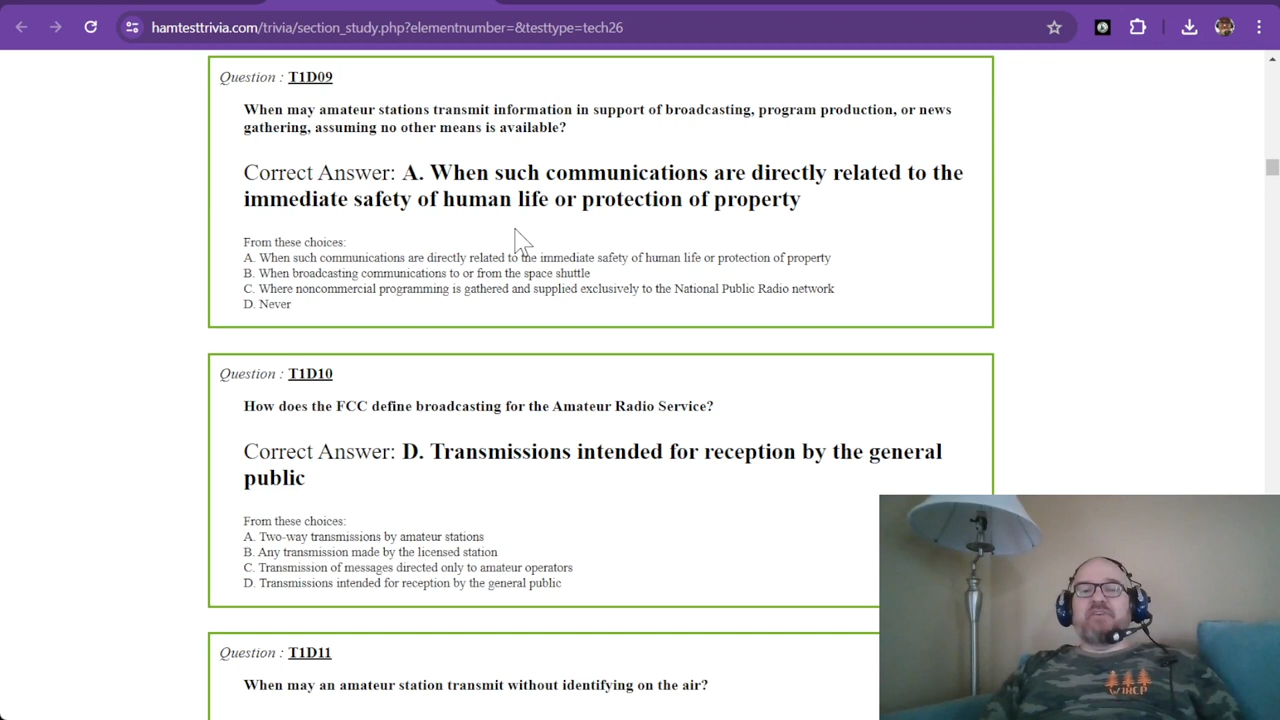 hamtesttrivia.com/trivia/section_study.php?elementnumber=&testtype=tech26
Question : T1D09
When may amateur stations transmit information in support of broadcasting, program production, or news
gathering, assuming no other means is available?
Correct Answer: A. When such communications are directly related to the
immediate safety of human life or protection of property
From these choices:
A. When such communications are directly related to the immediate safety of human life or protection of property
B. When broadcasting communications to or from the space shuttle
C. Where noncommercial programming is gathered and supplied exclusively to the National Public Radio network
D. Never
Question : T1D10
How does the FCC define broadcasting for the Amateur Radio Service?
Correct Answer: D. Transmissions intended for reception by the general
public
From these choices:
A. Two-way transmissions by amateur stations
B. Any transmission made by the licensed station
C. Transmission of messages directed only to amateur operators
D. Transmissions intended for reception by the general public
Question : T1D11
When may an amateur station transmit without identifying on the air?
W1RCP